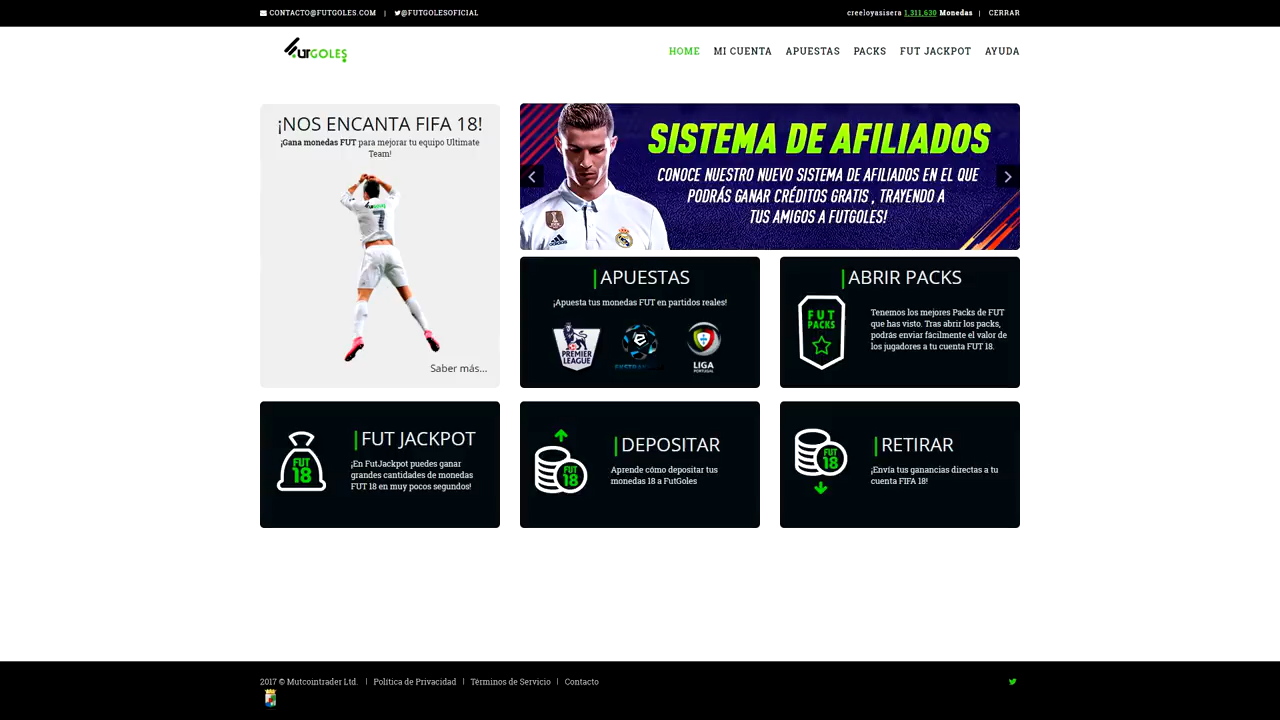 CONTACTO@FUTGOLES.COM | @FUTGOLESOFICIAL
creeloyasisera 1,311,630 Monedas | CERRAR
FUTGOLES
HOME MI CUENTA APUESTAS PACKS FUT JACKPOT AYUDA
¡NOS ENCANTA FIFA 18!
¡Gana monedas FUT para mejorar tu equipo Ultimate
Team!
7
Saber más...
SISTEMA DE AFILIADOS
CONOCE NUESTRO NUEVO SISTEMA DE AFILIADOS EN EL QUE
PODRÁS GANAR CRÉDITOS GRATIS , TRAYENDO A
TUS AMIGOS A FUTGOLES!
adidas
|APUESTAS
¡Apuesta tus monedas FUT en partidos reales!
PREMIER
LEAGUE
LIGA
PORTUGAL
|ABRIR PACKS
FUT
PACKS
Tenemos los mejores Packs de FUT
que has visto. Tras abrir los packs,
podrás enviar fácilmente el valor de
los jugadores a tu cuenta FUT 18.
FUT
18
|FUT JACKPOT
¡En FutJackpot puedes ganar
grandes cantidades de monedas
FUT 18 en muy pocos segundos!
FUT
18
|DEPOSITAR
Aprende cómo depositar tus
monedas 18 a FutGoles
FUT
18
|RETIRAR
¡Envía tus ganancias directas a tu
cuenta FIFA 18!
2017 © Mutcointrader Ltd. | Política de Privacidad | Términos de Servicio | Contacto